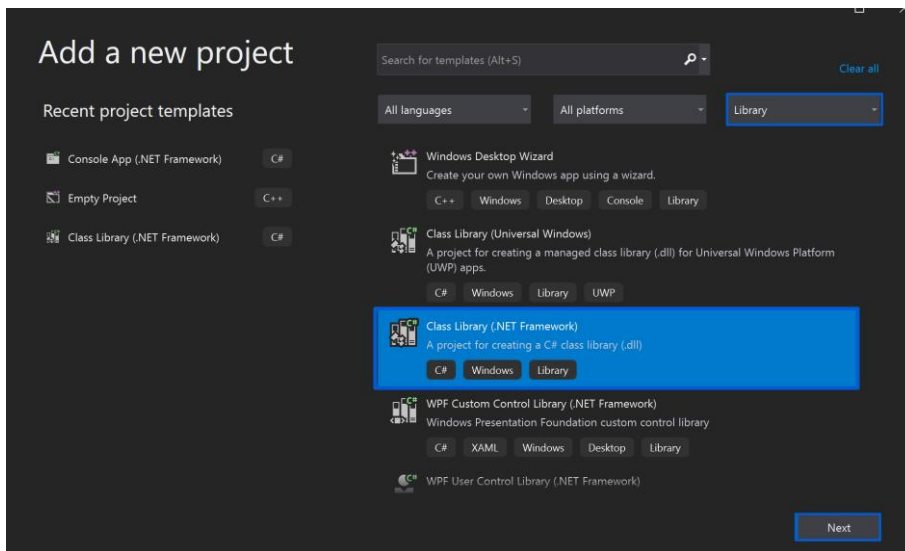 Add a new project
Search for templates (Alt+S)
Clear all
Recent project templates
All languages
All platforms
Library
Console App (.NET Framework)
C#
Empty Project
C++
Class Library (.NET Framework)
C#
Windows Desktop Wizard
Create your own Windows app using a wizard.
C++ Windows Desktop Console Library
Class Library (Universal Windows)
A project for creating a managed class library (.dll) for Universal Windows Platform
(UWP) apps.
C# Windows Library UWP
Class Library (.NET Framework)
A project for creating a C# class library (.dll)
C# Windows Library
WPF Custom Control Library (.NET Framework)
Windows Presentation Foundation custom control library
C# XAML Windows Desktop Library
WPF User Control Library (.NET Framework)
Next